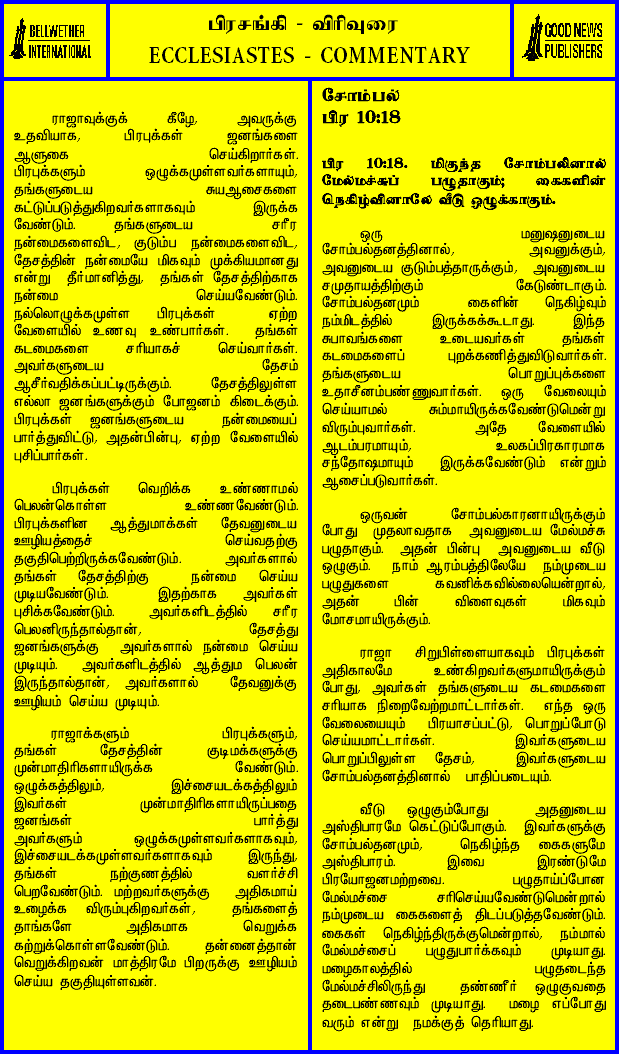 BELLWETHER
INTERNATIONAL
பிரசங்கி - விரிவுரை
ECCLESIASTES - COMMENTARY
GOOD NEWS
PUBLISHERS
ராஜாவுக்குக் கீழே, அவருக்கு
உதவியாக, பிரபுக்கள் ஜனங்களை
ஆளுகை செய்கிறார்கள்.
பிரபுக்களும் ஒழுக்கமுள்ளவர்களாயும்,
தங்களுடைய சுயஆசைகளை
கட்டுப்படுத்துகிறவர்களாகவும் இருக்க
வேண்டும். தங்களுடைய சரீர
நன்மைகளைவிட, குடும்ப நன்மைகளைவிட,
தேசத்தின் நன்மையே மிகவும் முக்கியமானது
என்று தீர்மானித்து, தங்கள் தேசத்திற்காக
நன்மை செய்யவேண்டும்.
நல்லொழுக்கமுள்ள பிரபுக்கள் ஏற்ற
வேளையில் உணவு உண்பார்கள். தங்கள்
கடமைகளை சரியாகச் செய்வார்கள்.
அவர்களுடைய தேசம்
ஆசீர்வதிக்கப்பட்டிருக்கும். தேசத்திலுள்ள
எல்லா ஜனங்களுக்கும் போஜனம் கிடைக்கும்.
பிரபுக்கள் ஜனங்களுடைய நன்மையைப்
பார்த்துவிட்டு, அதன்பின்பு, ஏற்ற வேளையில்
புசிப்பார்கள்.
பிரபுக்கள் வெறிக்க உண்ணாமல்
பெலன்கொள்ள உண்ணவேண்டும்.
பிரபுக்களின ஆத்துமாக்கள் தேவனுடைய
ஊழியத்தைச் செய்வதற்கு
தகுதிபெற்றிருக்கவேண்டும். அவர்களால்
தங்கள் தேசத்திற்கு நன்மை செய்ய
முடியவேண்டும். இதற்காக அவர்கள்
புசிக்கவேண்டும். அவர்களிடத்தில் சரீர
பெலனிருந்தால்தான், தேசத்து
ஜனங்களுக்கு அவர்களால் நன்மை செய்ய
முடியும். அவர்களிடத்தில் ஆத்தும பெலன்
இருந்தால்தான், அவர்களால் தேவனுக்கு
ஊழியம் செய்ய முடியும்.
ராஜாக்களும் பிரபுக்களும்,
தங்கள் தேசத்தின் குடிமக்களுக்கு
முன்மாதிரிகளாயிருக்க வேண்டும்.
ஒழுக்கத்திலும், இச்சையடக்கத்திலும்
இவர்கள் முன்மாதிரிகளாயிருப்பதை
ஜனங்கள் பார்த்து
அவர்களும் ஒழுக்கமுள்ளவர்களாகவும்,
இச்சையடக்கமுள்ளவர்களாகவும் இருந்து,
தங்கள் நற்குணத்தில் வளர்ச்சி
பெறவேண்டும். மற்றவர்களுக்கு அதிகமாய்
உழைக்க விரும்புகிறவர்கள், தங்களைத்
தாங்களே அதிகமாக வெறுக்க
கற்றுக்கொள்ளவேண்டும். தன்னைத்தான்
வெறுக்கிறவன் மாத்திரமே பிறருக்கு ஊழியம்
செய்ய தகுதியுள்ளவன்.
சோம்பல்
பிர 10:18
பிர 10:18. மிகுந்த சோம்பலினால்
மேல்மச்சுப் பழுதாகும்; கைகளின்
நெகிழ்வினாலே வீடு ஒழுக்காகும்.
ஒரு மனுஷனுடைய
சோம்பல்தனத்தினால், அவனுக்கும்,
அவனுடைய குடும்பத்தாருக்கும், அவனுடைய
சமுதாயத்திற்கும் கேடுண்டாகும்.
சோம்பல்தனமும் கைளின் நெகிழ்வும்
நம்மிடத்தில் இருக்கக்கூடாது. இந்த
சுபாவங்களை உடையவர்கள் தங்கள்
கடமைகளைப் புறக்கணித்துவிடுவார்கள்.
தங்களுடைய பொறுப்புக்களை
உதாசீனம்பண்ணுவார்கள். ஒரு வேலையும்
செய்யாமல் சும்மாயிருக்கவேண்டுமென்று
விரும்புவார்கள். அதே வேளையில்
ஆடம்பரமாயும், உலகப்பிரகாரமாக
சந்தோஷமாயும் இருக்கவேண்டும் என்றும்
ஆசைப்படுவார்கள்.
ஒருவன் சோம்பல்காரனாயிருக்கும்
போது முதலாவதாக அவனுடைய மேல்மச்சு
பழுதாகும். அதன் பின்பு அவனுடைய வீடு
ஒழுகும். நாம் ஆரம்பத்திலேயே நம்முடைய
பழுதுகளை கவனிக்கவில்லையென்றால்,
அதன் பின் விளைவுகள் மிகவும்
மோசமாயிருக்கும்.
ராஜா சிறுபிள்ளையாகவும் பிரபுக்கள்
அதிகாலமே உண்கிறவர்களுமாயிருக்கும்
போது, அவர்கள் தங்களுடைய கடமைகளை
சரியாக நிறைவேற்றமாட்டார்கள். எந்த ஒரு
வேலையையும் பிரயாசப்பட்டு, பொறுப்போடு
செய்யமாட்டார்கள். இவர்களுடைய
பொறுப்பிலுள்ள தேசம், இவர்களுடைய
சோம்பல்தனத்தினால் பாதிப்படையும்.
வீடு ஒழுகும்போது அதனுடைய
அஸ்திபாரமே கெட்டுப்போகும். இவர்களுக்கு
சோம்பல்தனமும், நெகிழ்ந்த கைகளுமே
அஸ்திபாரம். இவை இரண்டுமே
பிரயோஜனமற்றவை. பழுதாய்ப்போன
மேல்மச்சை சரிசெய்யவேண்டுமென்றால்
நம்முடைய கைகளைத் திடப்படுத்தவேண்டும்.
கைகள் நெகிழ்ந்திருக்குமென்றால், நம்மால்
மேல்மச்சைப் பழுதுபார்க்கவும் முடியாது.
மழைகாலத்தில் பழுதடைந்த
மேல்மச்சிலிருந்து தண்ணீர் ஒழுகுவதை
தடைபண்ணவும் முடியாது. மழை எப்போது
வரும் என்று நமக்குத் தெரியாது.